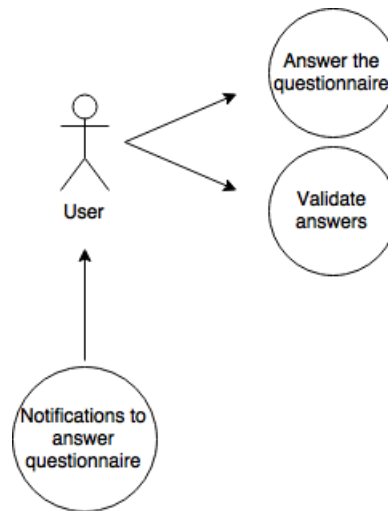 Answer the
questionnaire
User
Validate
answers
Notifications to
answer
questionnaire